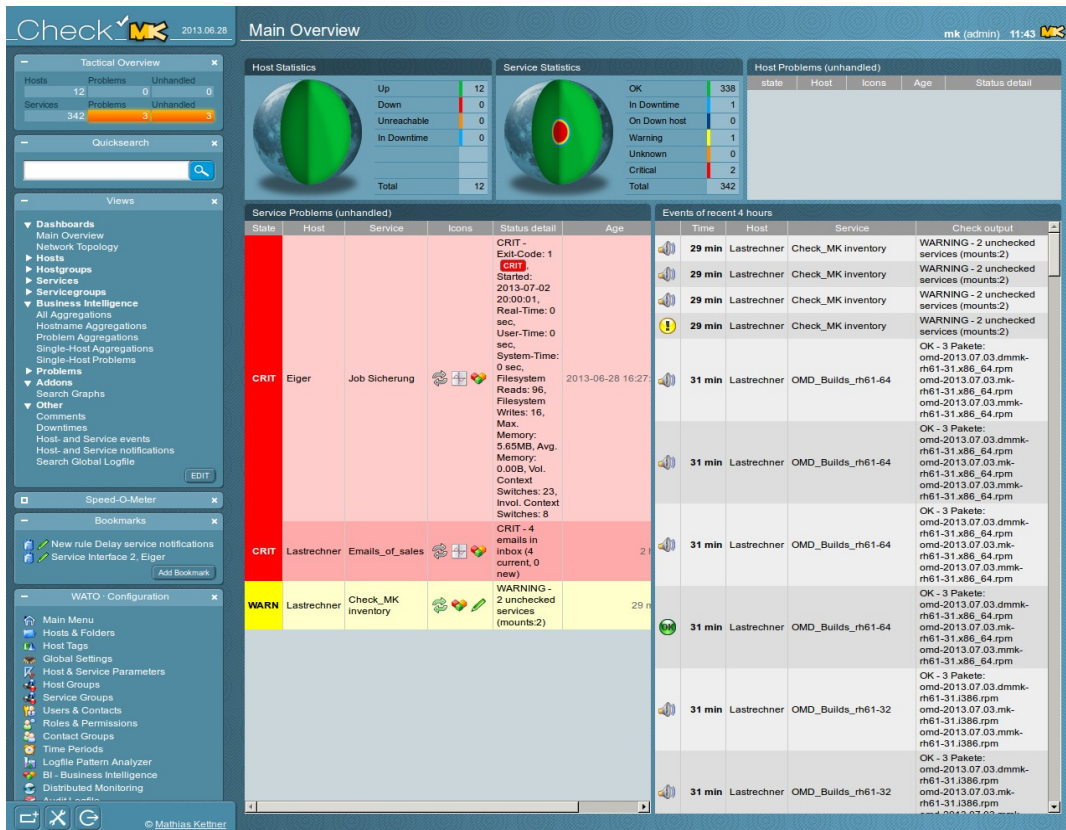 Check MK 2013.06.28
Main Overview
mk (admin) 11:43 MK
Tactical Overview
Hosts Problems Unhandled
12 0 0
Services Problems Unhandled
342 3 3
Quicksearch
Views
Dashboards
Main Overview
Network Topology
Hosts
Hostgroups
Services
Servicegroups
Business Intelligence
All Aggregations
Hostname Aggregations
Problem Aggregations
Single-Host Aggregations
Single-Host Problems
Problems
Addons
Search Graphs
Other
Comments
Downtimes
Host- and Service events
Host- and Service notifications
Search Global Logfile
EDIT
Speed-O-Meter
Bookmarks
New rule Delay service notifications
Service Interface 2, Eiger
Add Bookmark
WATO · Configuration
Main Menu
Hosts & Folders
Host Tags
Global Settings
Host & Service Parameters
Host Groups
Service Groups
Users & Contacts
Roles & Permissions
Contact Groups
Time Periods
Logfile Pattern Analyzer
BI - Business Intelligence
Distributed Monitoring
Audit Logfile
© Mathias Kettner
Host Statistics
Up 12
Down 0
Unreachable 0
In Downtime 0
Total 12
Service Statistics
OK 338
In Downtime 1
On Down host 0
Warning 1
Unknown 0
Critical 2
Total 342
Host Problems (unhandled)
state Host Icons Age Status detail
Service Problems (unhandled)
State Host Service Icons Status detail Age
CRIT Eiger Job Sicherung
CRIT -
Exit-Code: 1
CRIT,
Started:
2013-07-02
20:00:01,
Real-Time: 0
sec,
User-Time: 0
sec,
System-Time:
0 sec,
Filesystem
Reads: 96,
Filesystem
Writes: 16,
Max.
Memory:
5.65MB, Avg.
Memory:
0.00B, Vol.
Context
Switches: 23,
Invol. Context
Switches: 8
2013-06-28 16:27:
CRIT Lastrechner Emails_of_sales
CRIT - 4
emails in
inbox (4
current, 0
new)
2
WARN Lastrechner Check_MK
inventory
WARNING -
2 unchecked
services
(mounts:2)
29 m
Events of recent 4 hours
Time Host Service Check output
29 min Lastrechner Check_MK inventory WARNING - 2 unchecked
services (mounts:2)
29 min Lastrechner Check_MK inventory WARNING - 2 unchecked
services (mounts:2)
29 min Lastrechner Check_MK inventory WARNING - 2 unchecked
services (mounts:2)
29 min Lastrechner Check_MK inventory WARNING - 2 unchecked
services (mounts:2)
31 min Lastrechner OMD_Builds_rh61-64
OK - 3 Pakete:
omd-2013.07.03.dmmk-
rh61-31.x86_64.rpm
omd-2013.07.03.mk-
rh61-31.x86_64.rpm
omd-2013.07.03.mmk-
rh61-31.x86_64.rpm
31 min Lastrechner OMD_Builds_rh61-64
OK - 3 Pakete:
omd-2013.07.03.dmmk-
rh61-31.x86_64.rpm
omd-2013.07.03.mk-
rh61-31.x86_64.rpm
omd-2013.07.03.mmk-
rh61-31.x86_64.rpm
31 min Lastrechner OMD_Builds_rh61-64
OK - 3 Pakete:
omd-2013.07.03.dmmk-
rh61-31.x86_64.rpm
omd-2013.07.03.mk-
rh61-31.x86_64.rpm
omd-2013.07.03.mmk-
rh61-31.x86_64.rpm
OK 31 min Lastrechner OMD_Builds_rh61-64
OK - 3 Pakete:
omd-2013.07.03.dmmk-
rh61-31.x86_64.rpm
omd-2013.07.03.mk-
rh61-31.x86_64.rpm
omd-2013.07.03.mmk-
rh61-31.x86_64.rpm
31 min Lastrechner OMD_Builds_rh61-32
OK - 3 Pakete:
omd-2013.07.03.dmmk-
rh61-31.i386.rpm
omd-2013.07.03.mk-
rh61-31.i386.rpm
omd-2013.07.03.mmk-
rh61-31.i386.rpm
31 min Lastrechner OMD_Builds_rh61-32
OK - 3 Pakete:
omd-2013.07.03.dmmk-
rh61-31.i386.rpm
omd-2013.07.03.mk-
rh61-31.i386.rpm